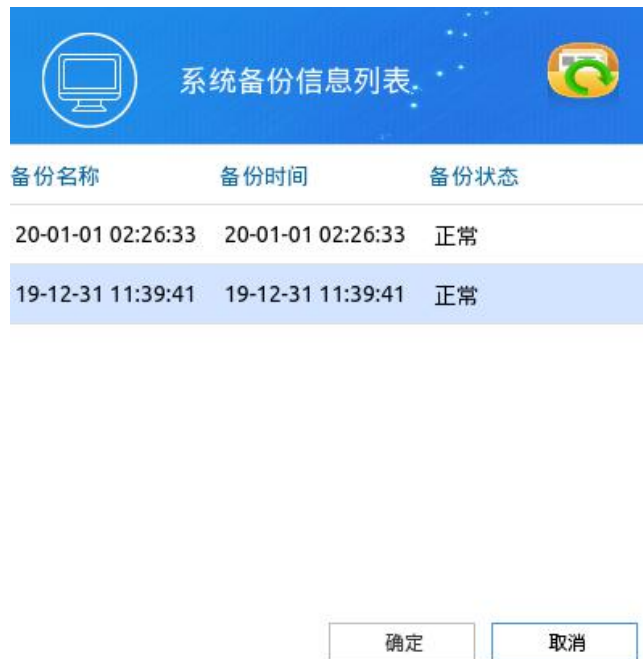 系统备份信息列表
备份名称 备份时间 备份状态
20-01-01 02:26:33 20-01-01 02:26:33 正常
19-12-31 11:39:41 19-12-31 11:39:41 正常
确定 取消